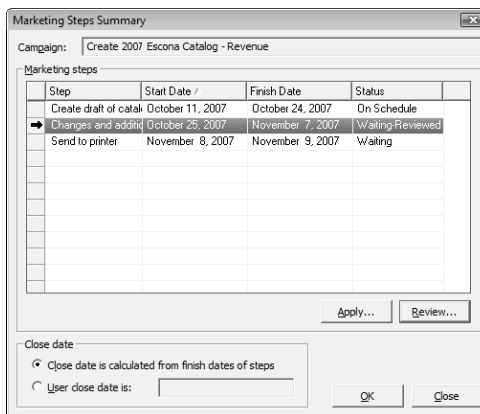 Marketing Steps Summary
Campaign: Create 2007 Escona Catalog - Revenue
Marketing steps
Step Start Date Finish Date Status
Create draft of catal October 11, 2007 October 24, 2007 On Schedule
Changes and additic October 25, 2007 November 7, 2007 Waiting-Reviewed
Send to printer November 8, 2007 November 9, 2007 Waiting
Apply... Review...
Close date
Close date is calculated from finish dates of steps
User close date is:
OK Close